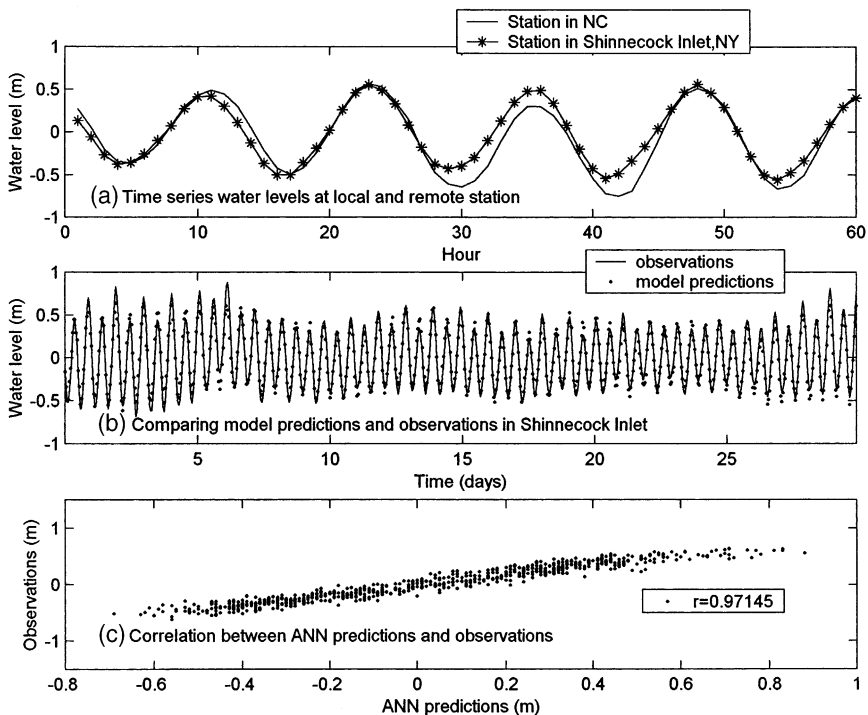 Station in NC
Station in Shinnecock Inlet,NY
1
0.5
0
-0.5
1
Water level (m)
(a) Time series water levels at local and remote station
0 10 20 30 40 50 60
Hour
observations
model predictions
1
0.5
0
-0.5
-1
Water level (m)
(b) Comparing model predictions and observations in Shinnecock Inlet
5 10 15 20 25
Time (days)
1
0
-1
Observations (m)
r=0.97145
(c) Correlation between ANN predictions and observations
-0.8 -0.6 -0.4 -0.2 0 0.2 0.4 0.6 0.8 1
ANN predictions (m)